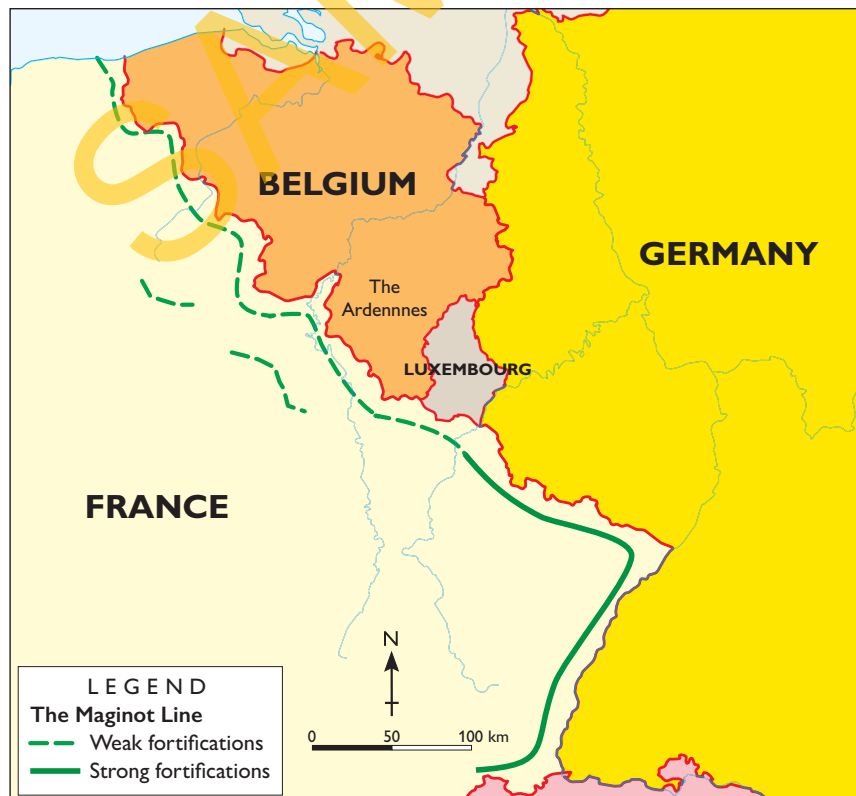 BELGIUM
GERMANY
The
Ardennnes
LUXEMBOURG
FRANCE
N
LEGEND
The Maginot Line
Weak fortifications
Strong fortifications
0 50 100 km